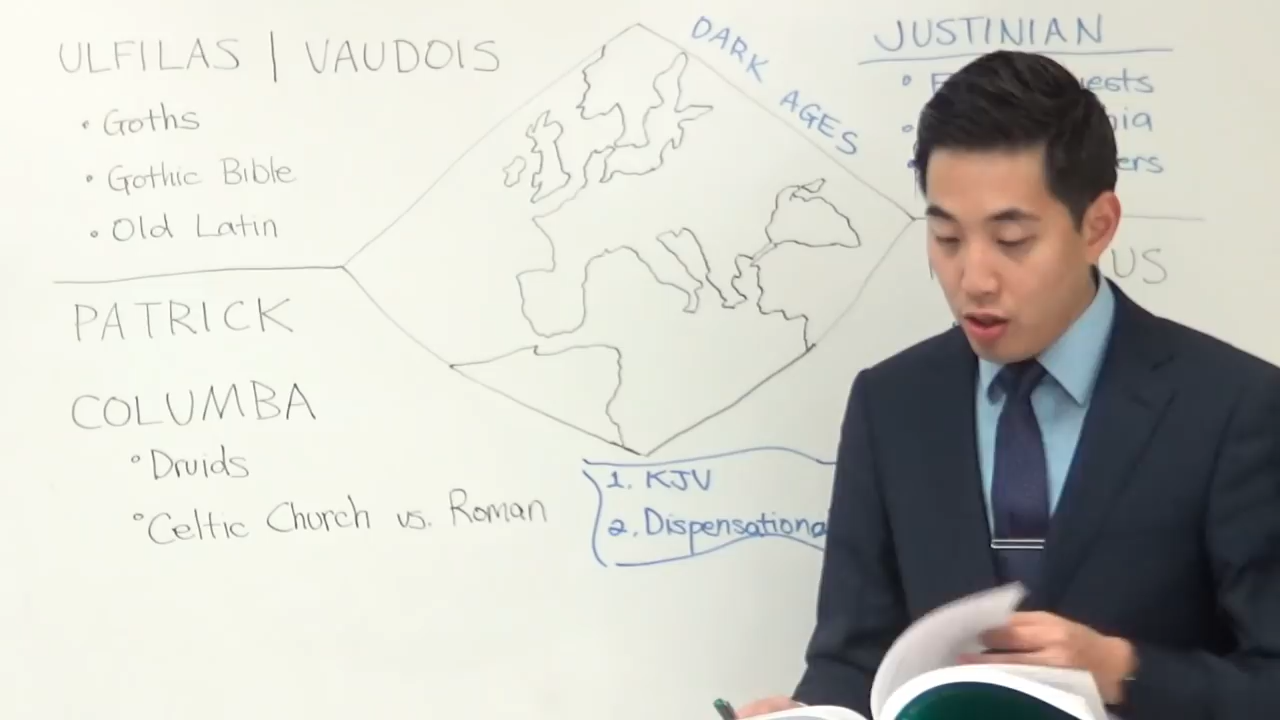 ULFILAS | VAUDOIS
• Goths
• Gothic Bible
• Old Latin
PATRICK
COLUMBA
° Druids
° Celtic Church vs. Roman
DARK AGES
1. KJV
2. Dispensationa
JUSTINIAN